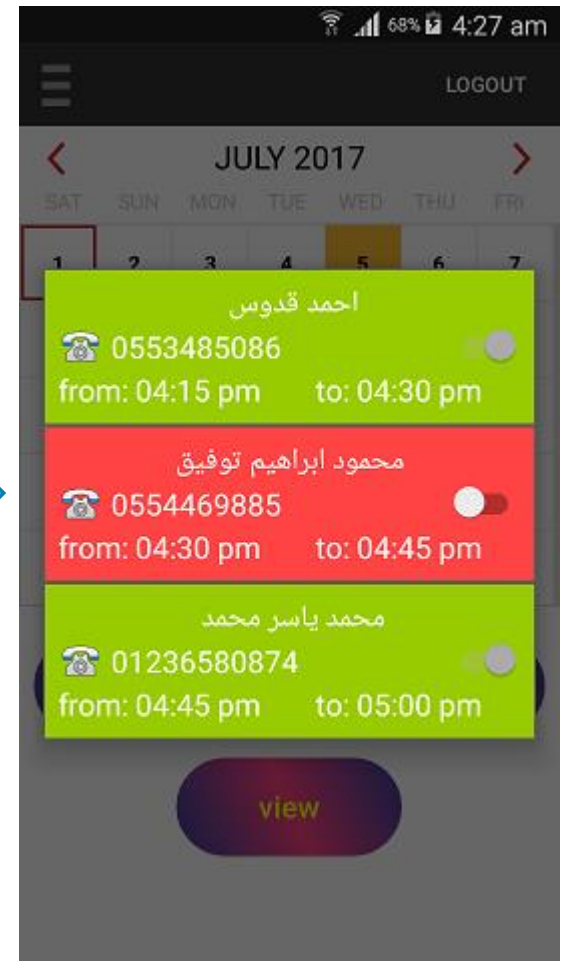 68% 4:27 am
LOGOUT
JULY 2017
SAT SUN MON TUE WED THU FRI
1 2 3 4 5 6 7
احمد قدوس
0553485086
from: 04:15 pm to: 04:30 pm
محمود ابراهيم توفيق
0554469885
from: 04:30 pm to: 04:45 pm
محمد ياسر محمد
01236580874
from: 04:45 pm to: 05:00 pm
view